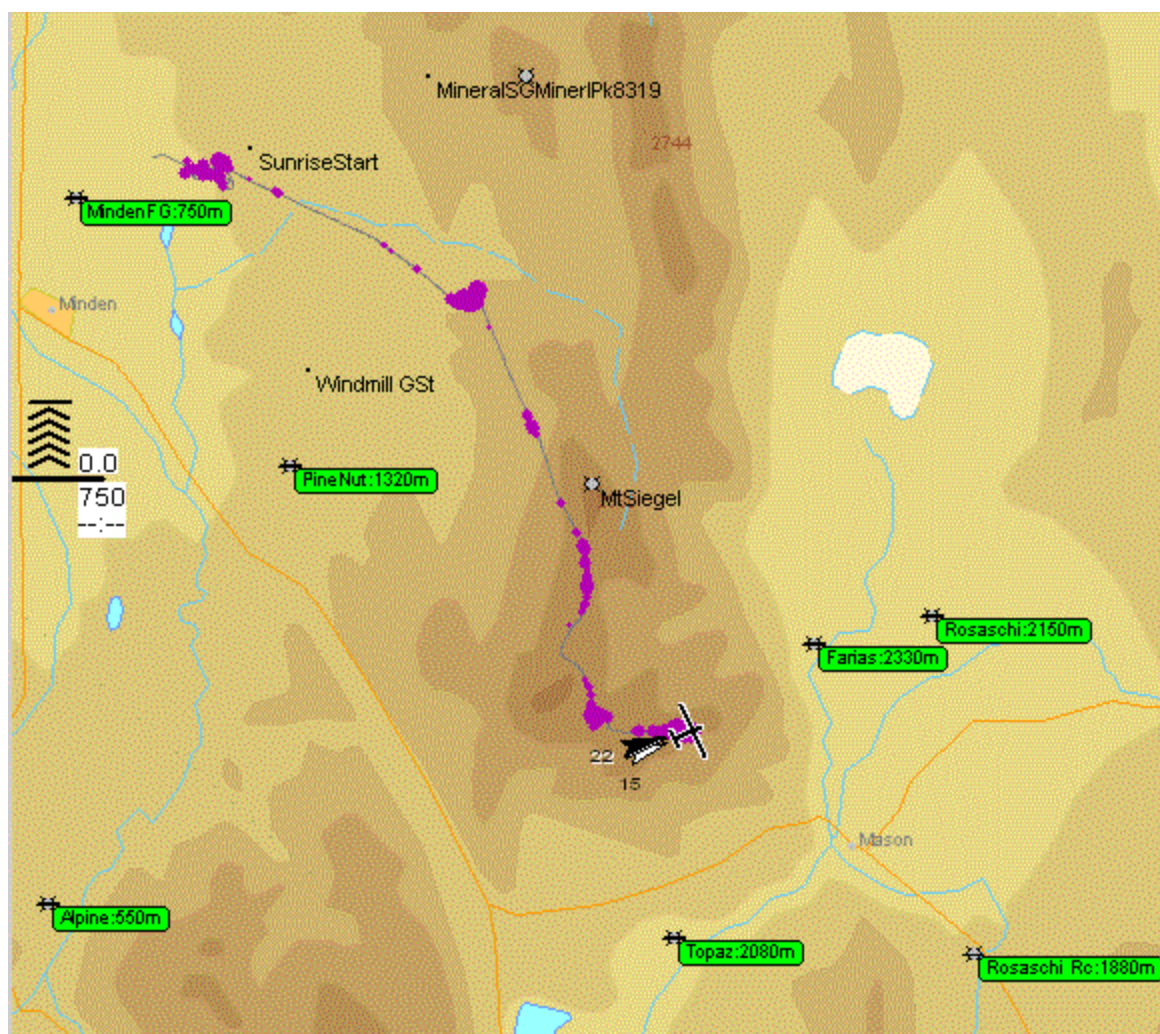 MineralSGMinerlPk8319
2744
SunriseStart
MindenFG:750m
Minden
Windmill GSt
0.0
750
--:--
PineNut:1320m
MtSiegel
Rosaschi:2150m
Farias:2330m
22
15
Mason
Alpine:550m
Topaz:2080m
Rosaschi Rc:1880m